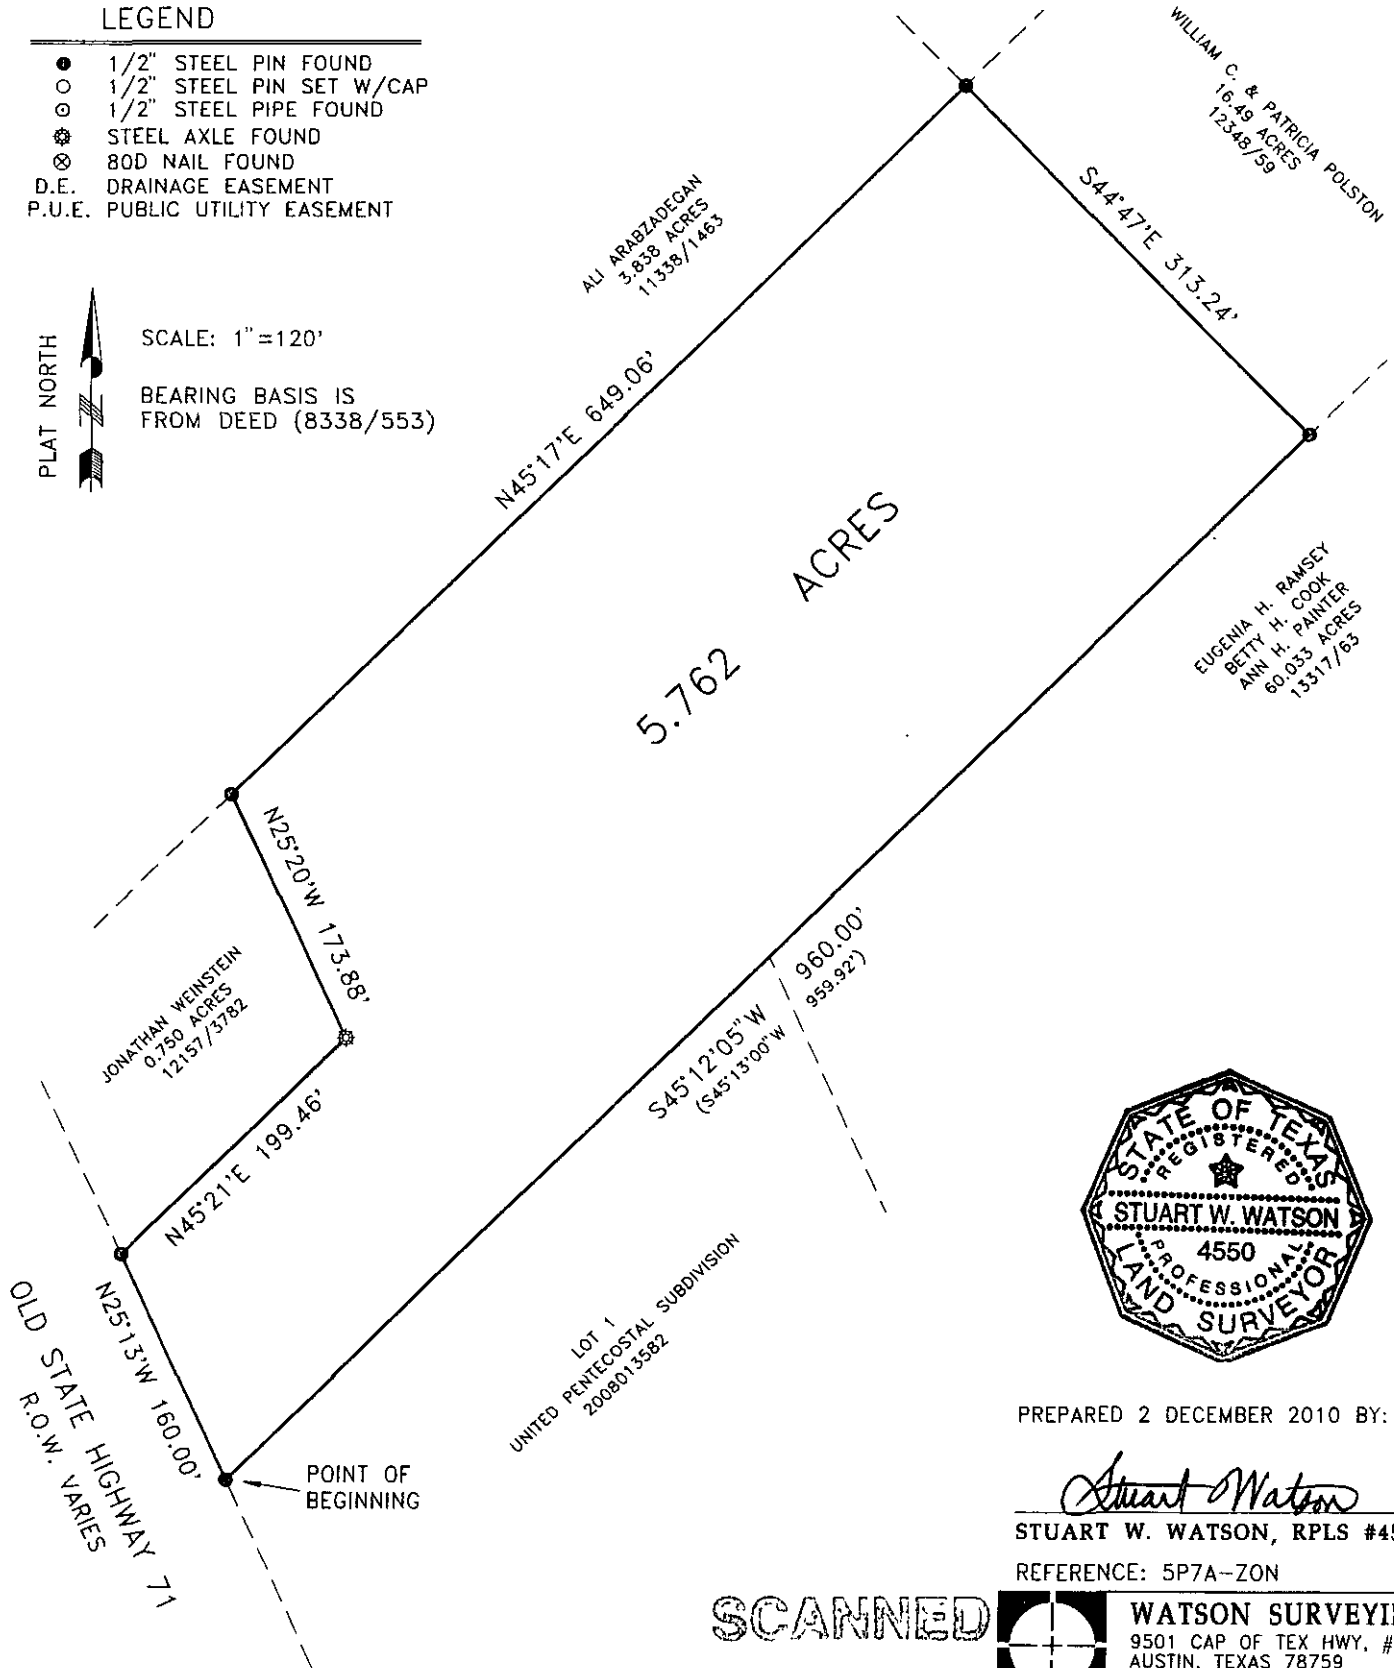 LEGEND
1/2" STEEL PIN FOUND
1/2" STEEL PIN SET W/CAP
1/2" STEEL PIPE FOUND
STEEL AXLE FOUND
80D NAIL FOUND
D.E. DRAINAGE EASEMENT
P.U.E. PUBLIC UTILITY EASEMENT
PLAT NORTH
SCALE: 1"=120'
BEARING BASIS IS
FROM DEED (8338/553)
WILLIAM C. & PATRICIA POLSTON
16.49 ACRES
12348/59
ALI ARABZADEGAN
3.838 ACRES
11338/1463
S44°47'E 313.24'
N45°17'E 649.06'
5.762 ACRES
EUGENIA H. RAMSEY
BETTY H. COOK
ANN H. PAINTER
60.033 ACRES
13317/63
N25°20'W 173.88'
JONATHAN WEINSTEIN
0.750 ACRES
12157/3782
S45°12'05"W 960.00'
(S45°13'00"W 959.92')
N45°21'E 199.46'
N25°13'W 160.00'
OLD STATE HIGHWAY 71
R.O.W. VARIES
LOT 1
UNITED PENTECOSTAL SUBDIVISION
2008013582
POINT OF
BEGINNING
STATE OF TEXAS
REGISTERED
STUART W. WATSON
4550
PROFESSIONAL
LAND SURVEYOR
PREPARED 2 DECEMBER 2010 BY:
Stuart Watson
STUART W. WATSON, RPLS #45
REFERENCE: 5P7A-ZON
SCANNED
WATSON SURVEYI
9501 CAP OF TEX HWY, #
AUSTIN, TEXAS 78759